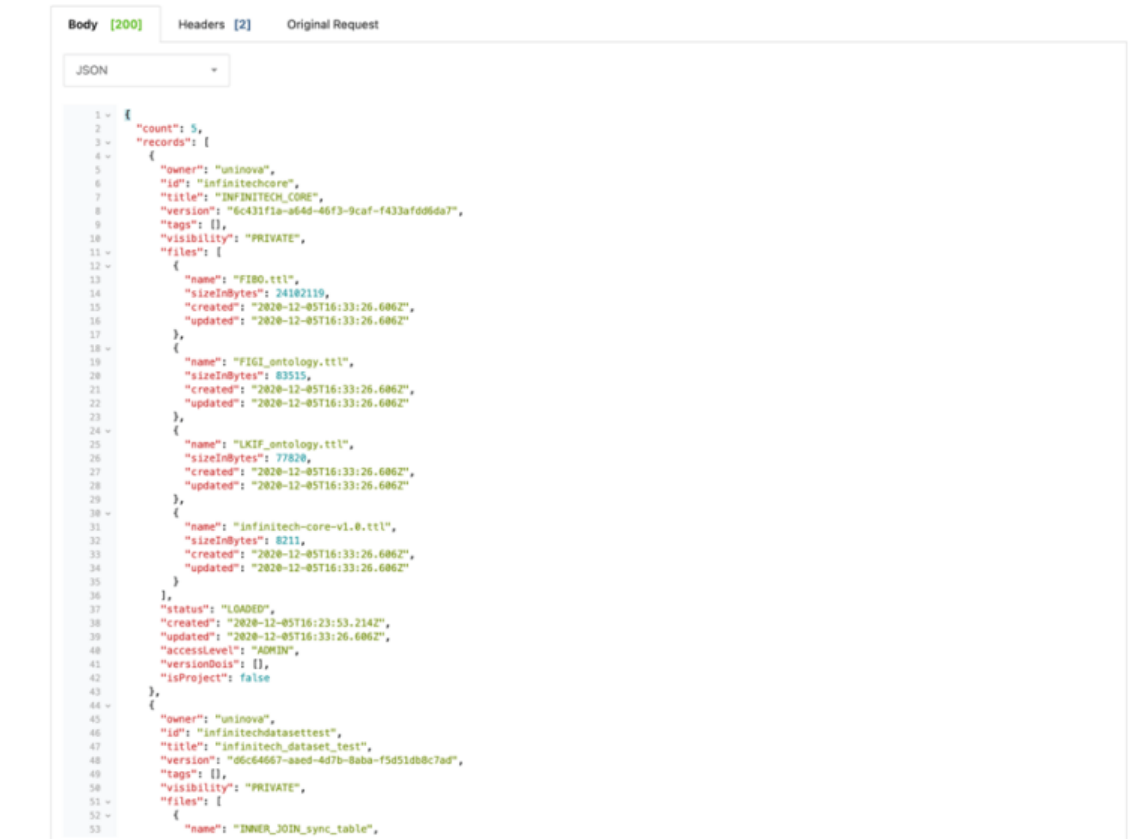 Body [200] Headers [2] Original Request
JSON
1 {
2 "count": 5,
3 "records": [
4 {
5 "owner": "uninova",
6 "id": "infinitechcore",
7 "title": "INFINITECH_CORE",
8 "version": "6c431f1a-a64d-46f3-9caf-f433afdd6da7",
9 "tags": [],
10 "visibility": "PRIVATE",
11 "files": [
12 {
13 "name": "FIBO.ttl",
14 "sizeInBytes": 24102119,
15 "created": "2020-12-05T16:33:26.606Z",
16 "updated": "2020-12-05T16:33:26.606Z"
17 },
18 {
19 "name": "FIGI_ontology.ttl",
20 "sizeInBytes": 83515,
21 "created": "2020-12-05T16:33:26.606Z",
22 "updated": "2020-12-05T16:33:26.606Z"
23 },
24 {
25 "name": "LKIF_ontology.ttl",
26 "sizeInBytes": 77820,
27 "created": "2020-12-05T16:33:26.606Z",
28 "updated": "2020-12-05T16:33:26.606Z"
29 },
30 {
31 "name": "infinitech-core-v1.0.ttl",
32 "sizeInBytes": 8211,
33 "created": "2020-12-05T16:33:26.606Z",
34 "updated": "2020-12-05T16:33:26.606Z"
35 }
36 ],
37 "status": "LOADED",
38 "created": "2020-12-05T16:23:53.214Z",
39 "updated": "2020-12-05T16:33:26.606Z",
40 "accessLevel": "ADMIN",
41 "versionDois": [],
42 "isProject": false
43 },
44 {
45 "owner": "uninova",
46 "id": "infinitechdatasettest",
47 "title": "infinitech_dataset_test",
48 "version": "d6c64667-aaed-4d7b-8aba-f5d51db8c7ad",
49 "tags": [],
50 "visibility": "PRIVATE",
51 "files": [
52 {
53 "name": "INNER_JOIN_sync_table",